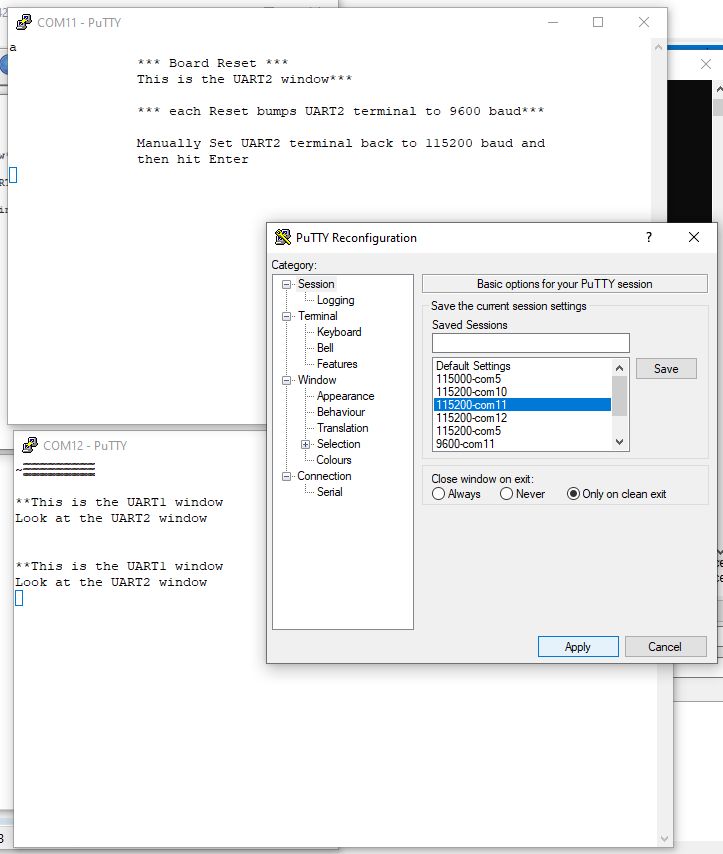 COM11 - PuTTY
a
*** Board Reset ***
This is the UART2 window***
*** each Reset bumps UART2 terminal to 9600 baud***
Manually Set UART2 terminal back to 115200 baud and
then hit Enter
PuTTY Reconfiguration
?
Category:
Session
Logging
Terminal
Keyboard
Bell
Features
Window
Appearance
Behaviour
Translation
Selection
Colours
Connection
Serial
Basic options for your PuTTY session
Save the current session settings
Saved Sessions
Default Settings
115000-com5
115200-com10
115200-com11
115200-com12
115200-com5
9600-com11
Save
Close window on exit:
Always
Never
Only on clean exit
Apply
Cancel
COM12 - PuTTY
**This is the UART1 window
Look at the UART2 window
**This is the UART1 window
Look at the UART2 window